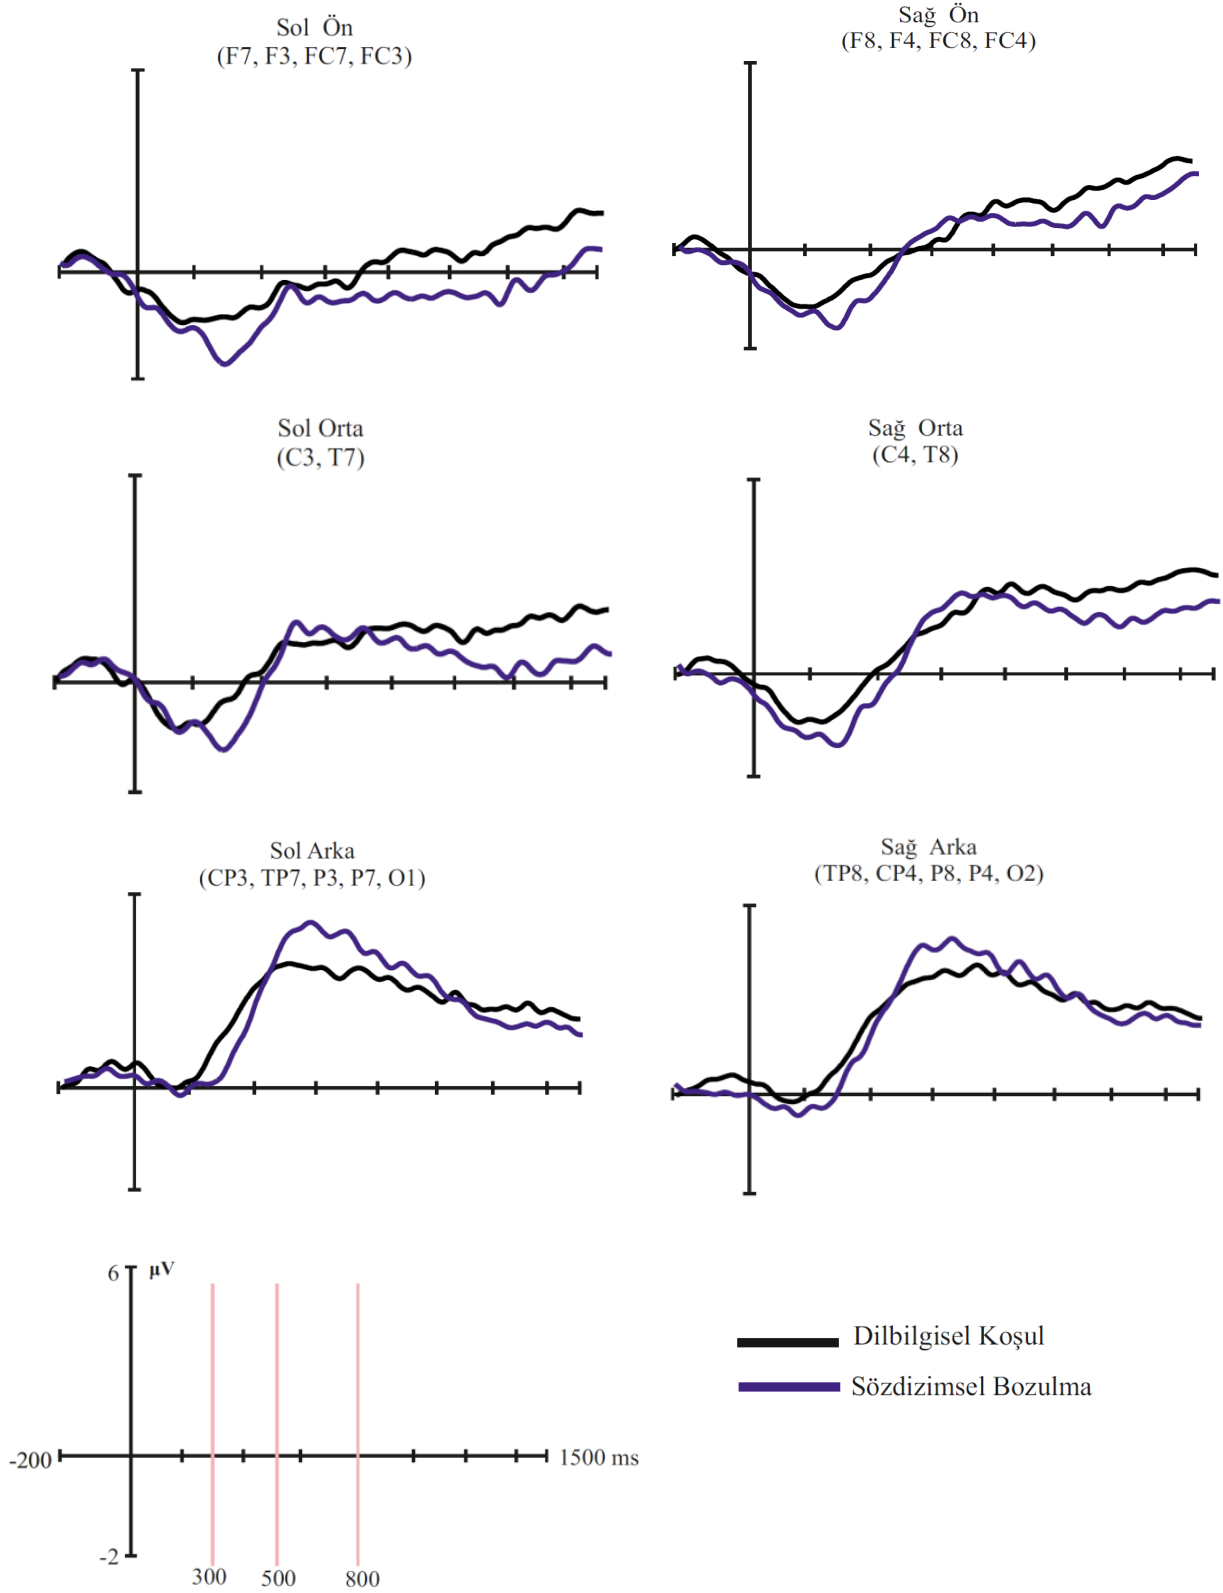 Sol Ön
(F7, F3, FC7, FC3)
Sağ Ön
(F8, F4, FC8, FC4)
Sol Orta
(C3, T7)
Sağ Orta
(C4, T8)
Sol Arka
(CP3, TP7, P3, P7, O1)
Sağ Arka
(TP8, CP4, P8, P4, O2)
6 µV
-200
1500 ms
-2
300 500 800
Dilbilgisel Koşul
Sözdizimsel Bozulma